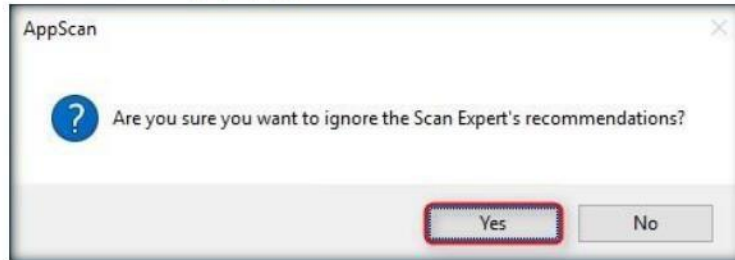 AppScan
Are you sure you want to ignore the Scan Expert's recommendations?
Yes No